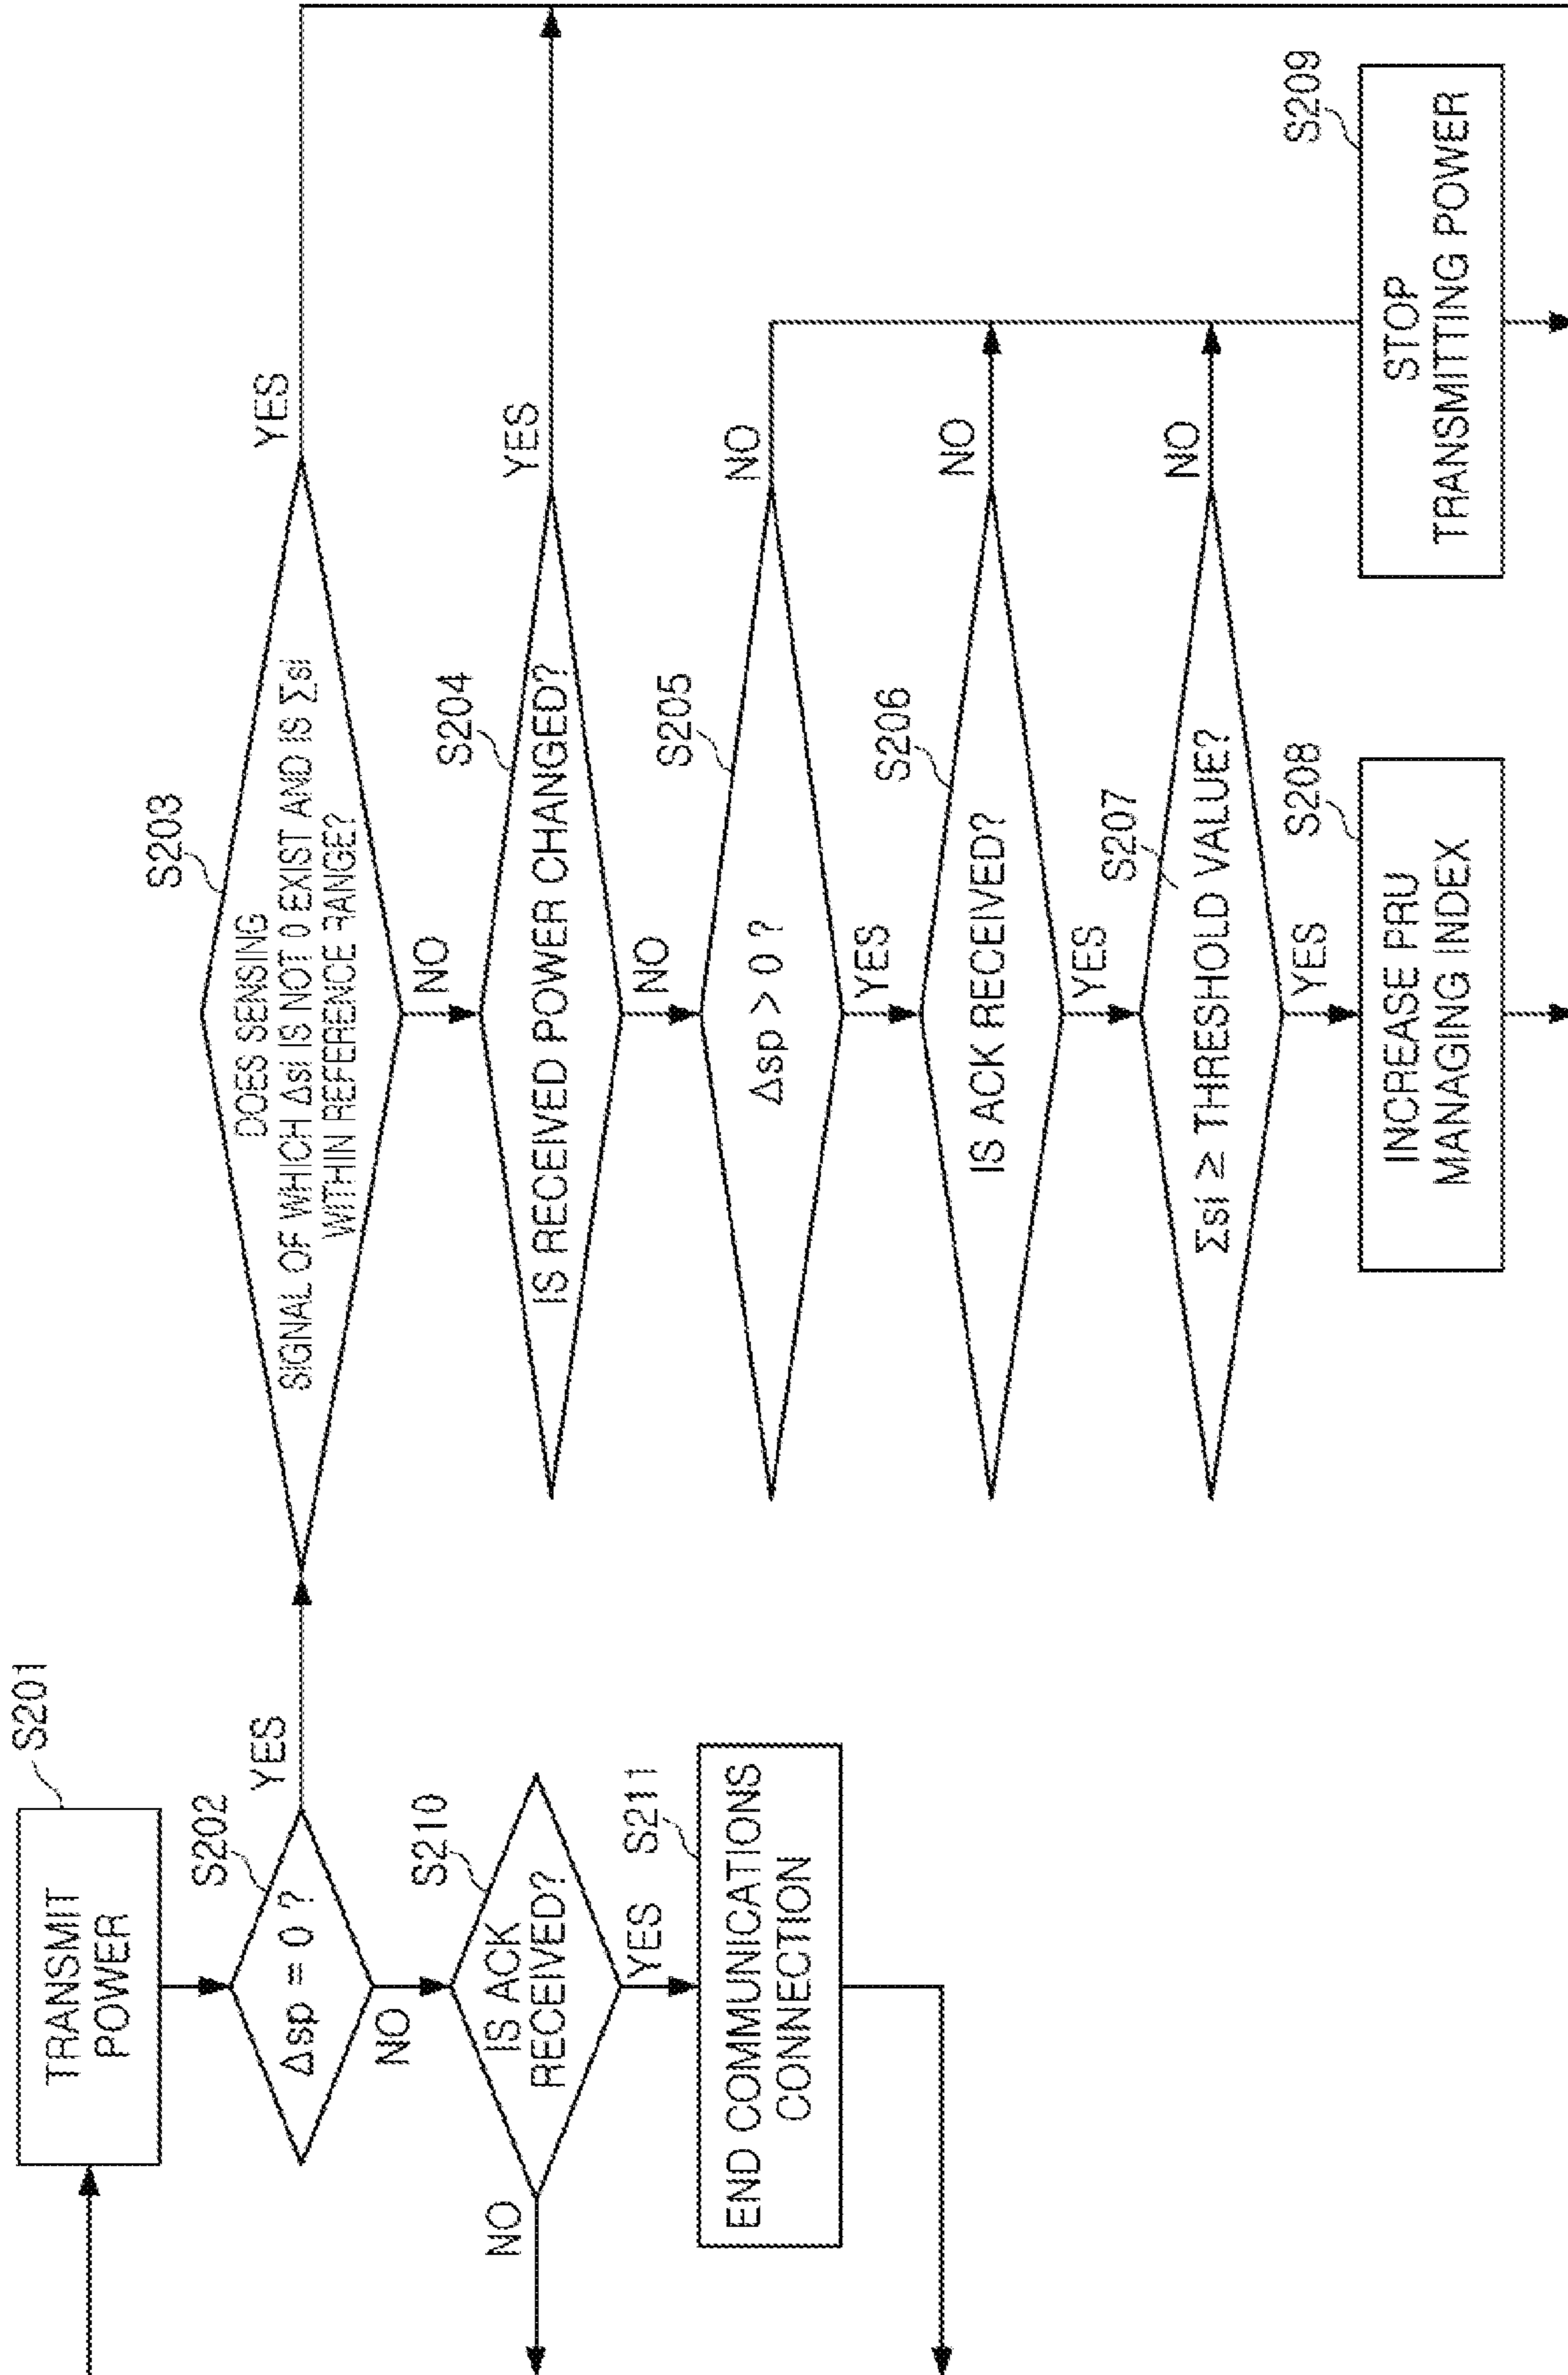 S201
TRANSMIT
POWER
S202
Δsp = 0 ?
YES
NO
S210
IS ACK
RECEIVED?
NO
YES
S211
END COMMUNICATIONS
CONNECTION
S203
DOES SENSING
SIGNAL OF WHICH Δsi IS NOT 0 EXIST AND IS Σsi
WITHIN REFERENCE RANGE?
YES
NO
S204
IS RECEIVED POWER CHANGED?
YES
NO
S205
Δsp > 0 ?
NO
YES
S206
IS ACK RECEIVED?
NO
YES
S207
Σsi ≥ THRESHOLD VALUE?
NO
YES
S208
INCREASE PRU
MANAGING INDEX
S209
STOP
TRANSMITTING POWER